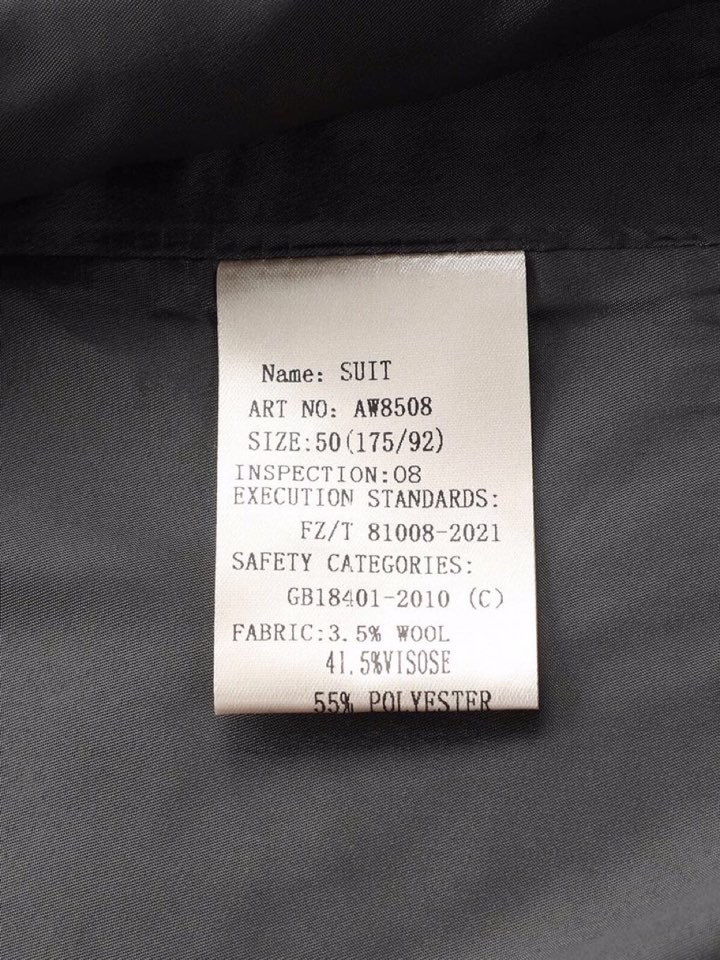 Name: SUIT
ART NO: AW8508
SIZE:50(175/92)
INSPECTION:08
EXECUTION STANDARDS:
FZ/T 81008-2021
SAFETY CATEGORIES:
GB18401-2010 (C)
FABRIC:3.5% WOOL
41.5%VISOSE
55% POLYESTER